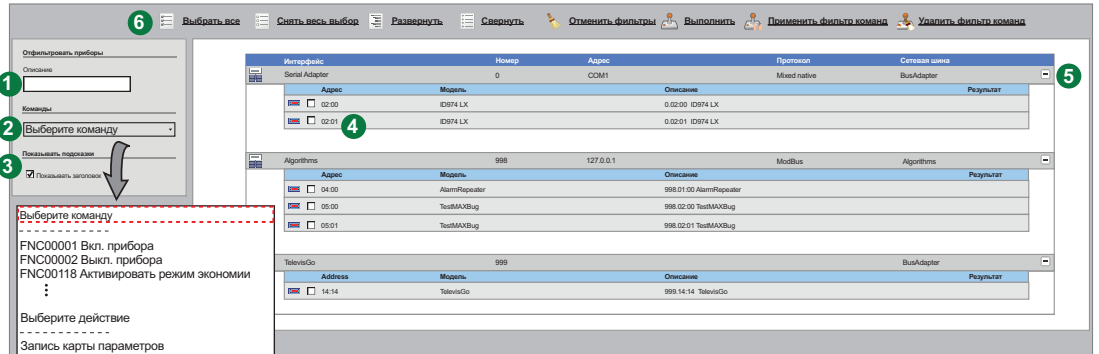 6 Выбрать все Снять весь выбор Развернуть Свернуть Отменить фильтры Выполнить Применить фильтр команд Удалить фильтр команд
Отфильтровать приборы
Описание
1
Команды
2 Выберите команду
Показывать подсказки
3 Показывать заголовок
Выберите команду
- - - - - - - - - - - - -
FNC00001 Вкл. прибора
FNC00002 Выкл. прибора
FNC00118 Активировать режим экономии
Выберите действие
- - - - - - - - - - - - -
Запись карты параметров
Интерфейс Номер Адрес Протокол Сетевая шина
Serial Adapter 0 COM1 Mixed native BusAdapter 5
Адрес Модель Описание Результат
02:00 ID974 LX 0.02:00 ID974 LX
02:01 4 ID974 LX 0.02:01 ID974 LX
Algorithms 998 127.0.0.1 ModBus Algorithms
Адрес Модель Описание Результат
04:00 AlarmRepeater 998.01:00 AlarmRepeater
05:00 TestMAXBug 998.02:00 TestMAXBug
05:01 TestMAXBug 998.02:01 TestMAXBug
TelevisGo 999 BusAdapter
Address Модель Описание Результат
14:14 TelevisGo 999.14:14 TelevisGo